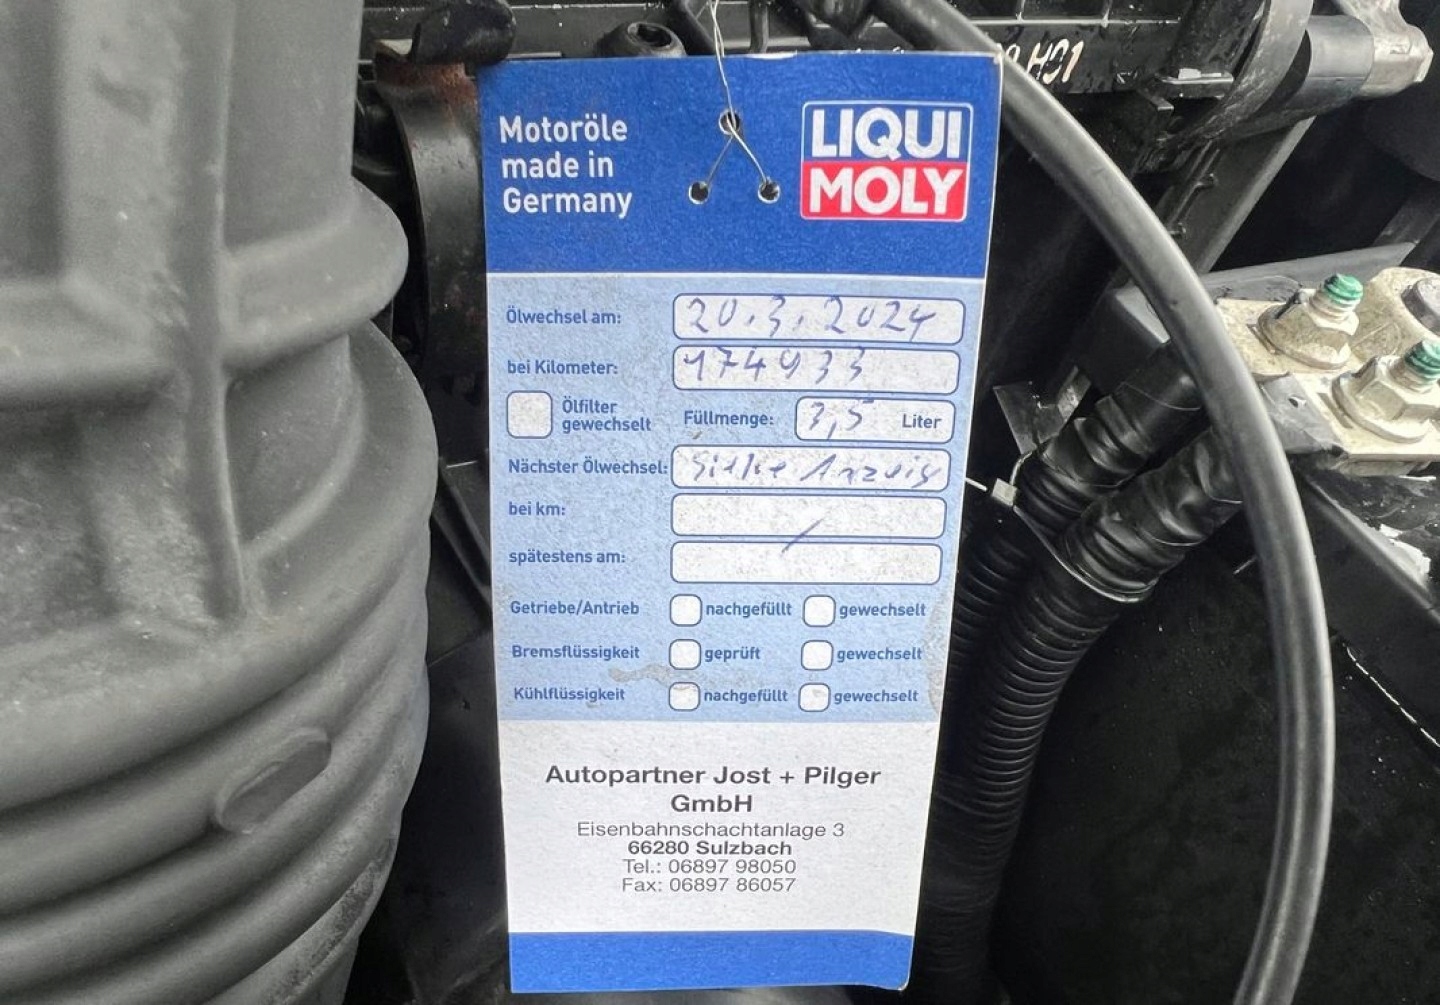 H01
Motoröle
made in
Germany
LIQUI
MOLY
Ölwechsel am: 20.3.2024
bei Kilometer: 174933
Ölfilter gewechselt Füllmenge: 3,5 Liter
Nächster Ölwechsel: Siehe Anzeig
bei km:
spätestens am:
Getriebe/Antrieb nachgefüllt gewechselt
Bremsflüssigkeit geprüft gewechselt
Kühlflüssigkeit nachgefüllt gewechselt
Autopartner Jost + Pilger
GmbH
Eisenbahnschachtanlage 3
66280 Sulzbach
Tel.: 06897 98050
Fax: 06897 86057